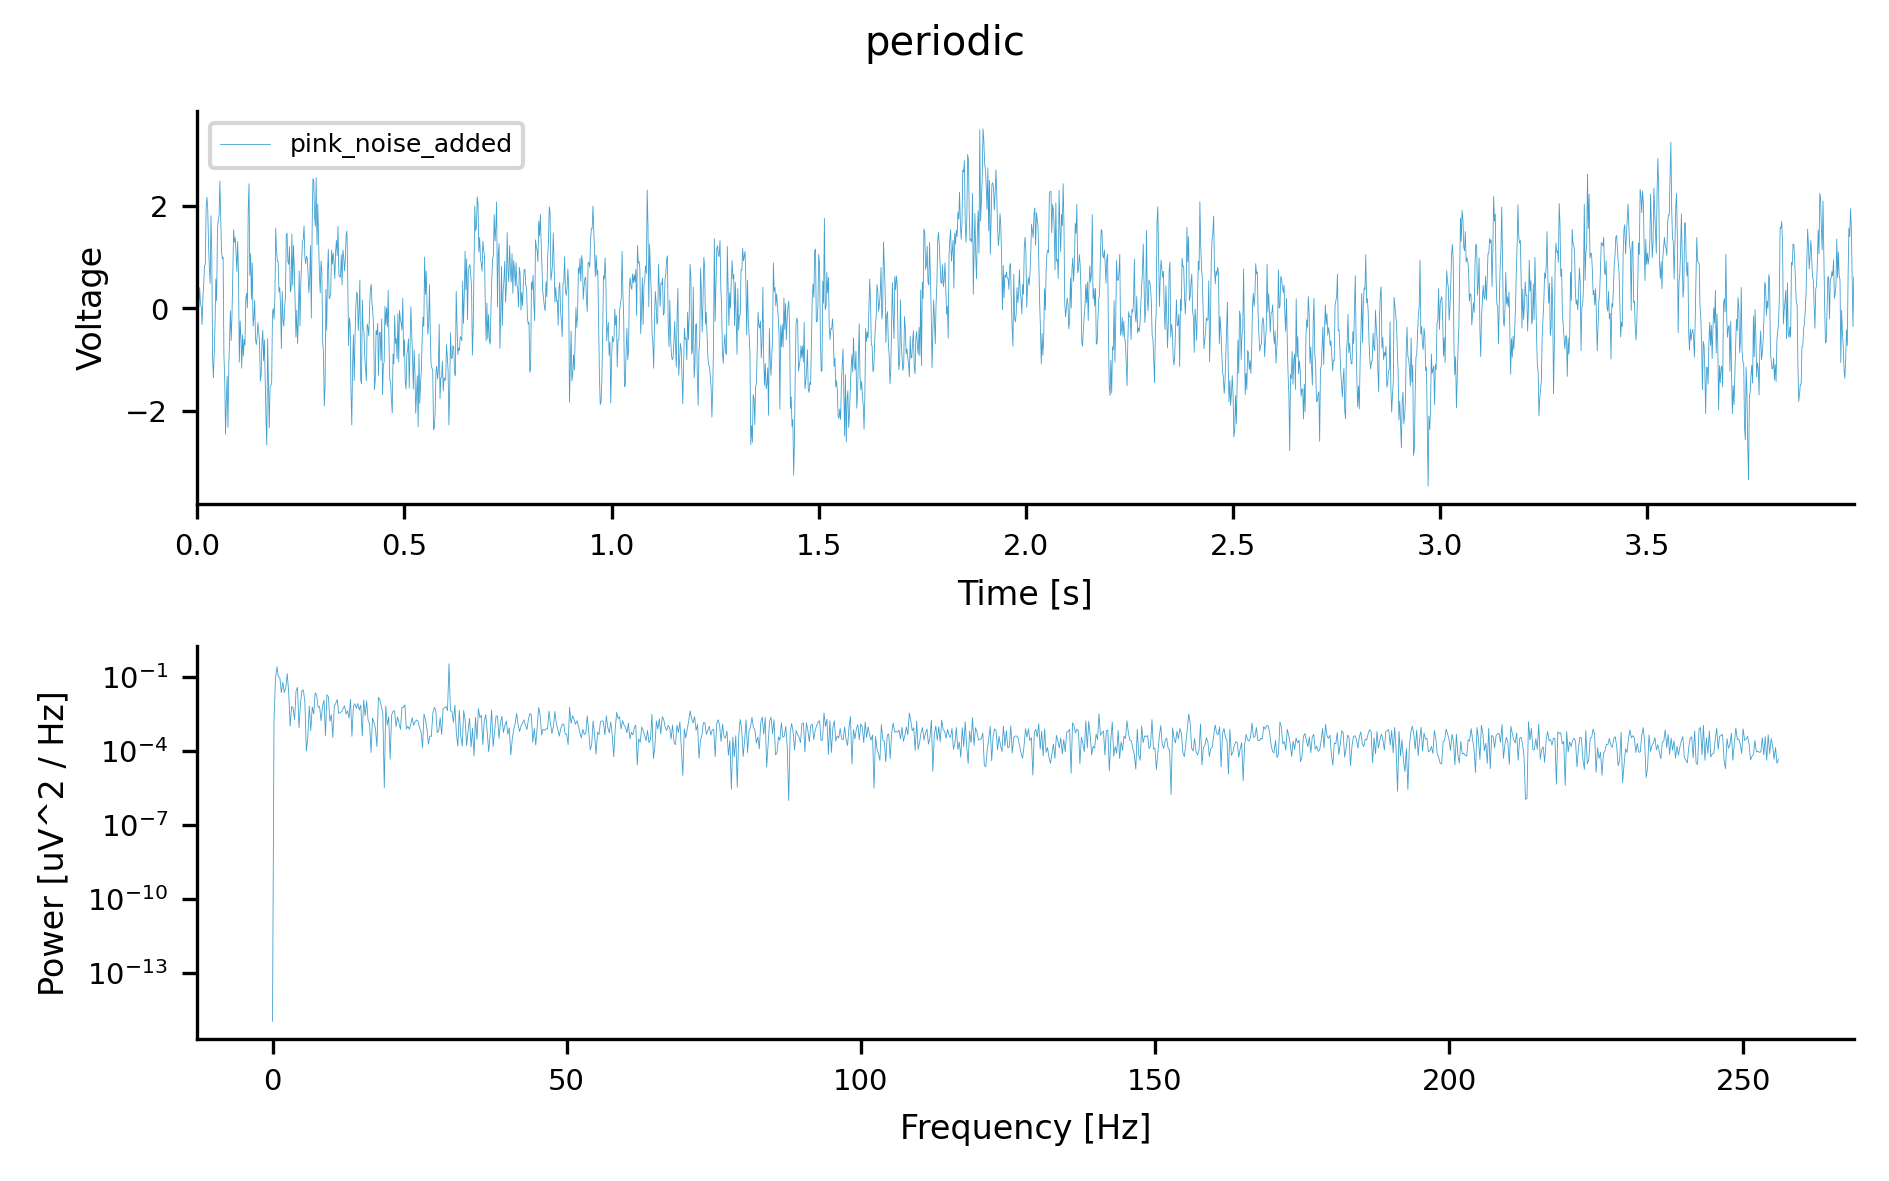 periodic
pink_noise_added
Voltage
2
0
−2
0.0 0.5 1.0 1.5 2.0 2.5 3.0 3.5
Time [s]
Power [uV^2 / Hz]
10⁻¹
10⁻⁴
10⁻⁷
10⁻¹⁰
10⁻¹³
0 50 100 150 200 250
Frequency [Hz]